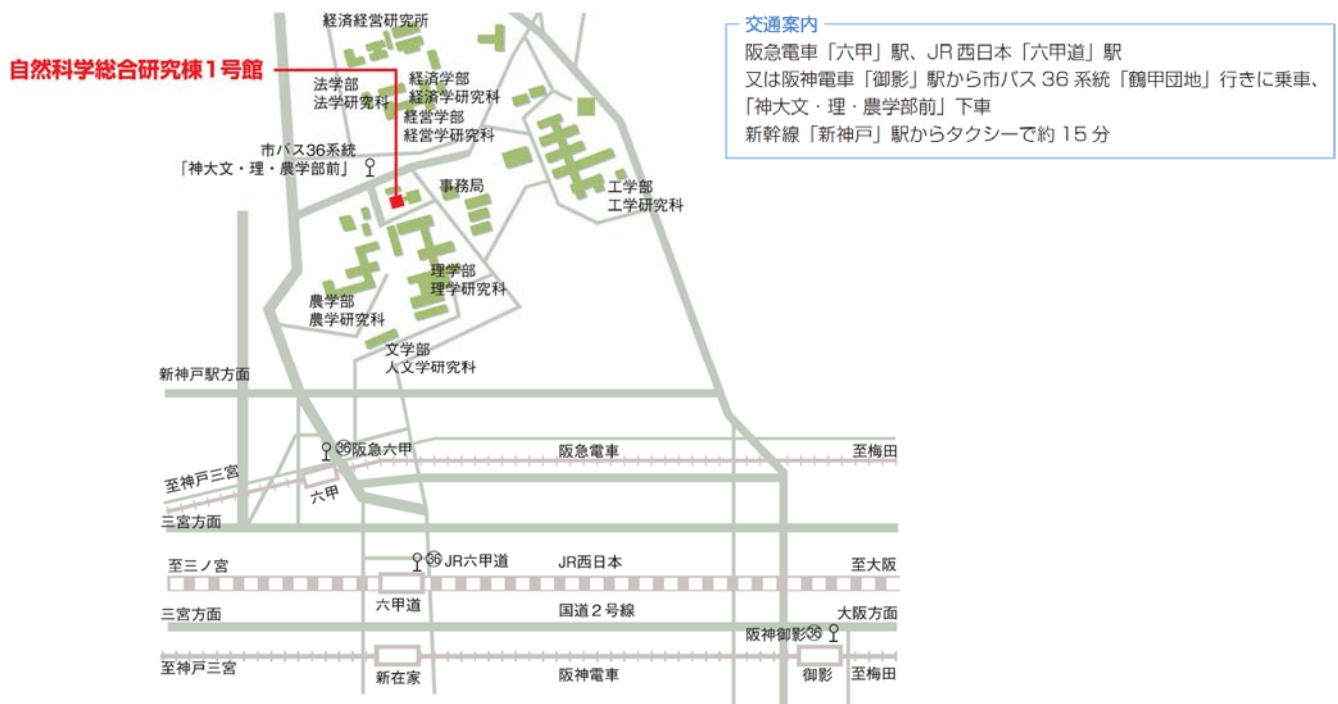 経済経営研究所
自然科学総合研究棟1号館
法学部
法学研究科
経済学部
経済学研究科
経営学部
経営学研究科
市バス36系統
「神大文・理・農学部前」
事務局
工学部
工学研究科
理学部
理学研究科
農学部
農学研究科
文学部
人文学研究科
新神戸駅方面
㊱阪急六甲
阪急電車
至梅田
至神戸三宮
六甲
三宮方面
㊱JR六甲道
JR西日本
至三ノ宮
至大阪
六甲道
三宮方面
国道2号線
大阪方面
阪神御影㊱
至神戸三宮
新在家
阪神電車
御影
至梅田
交通案内
阪急電車「六甲」駅、JR西日本「六甲道」駅
又は阪神電車「御影」駅から市バス36系統「鶴甲団地」行きに乗車、
「神大文・理・農学部前」下車
新幹線「新神戸」駅からタクシーで約15分